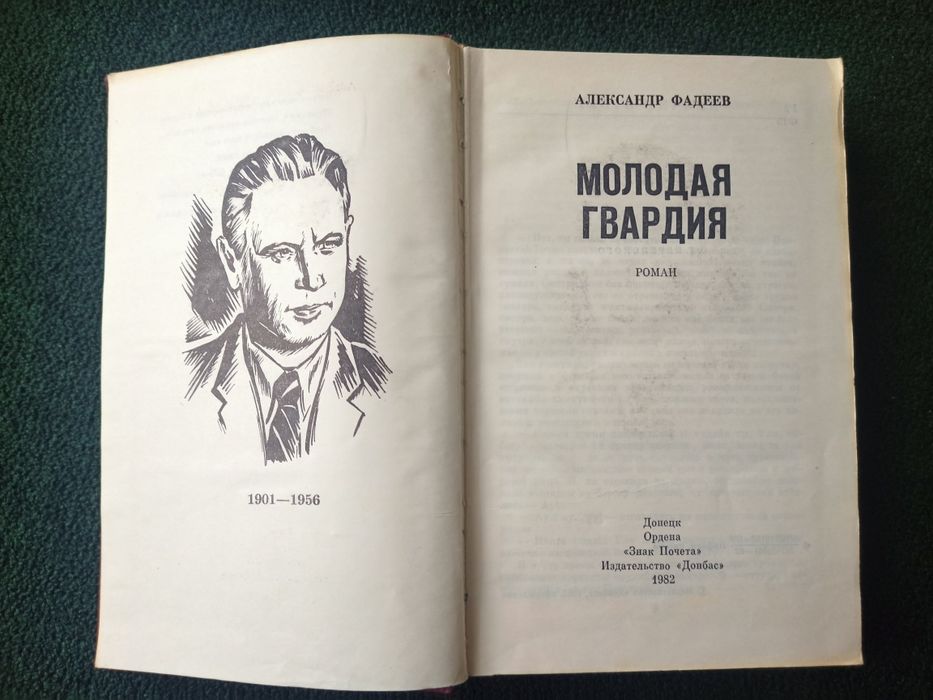 1901—1956
АЛЕКСАНДР ФАДЕЕВ
МОЛОДАЯ
ГВАРДИЯ
РОМАН
Донецк
Ордена
«Знак Почета»
Издательство «Донбас»
1982